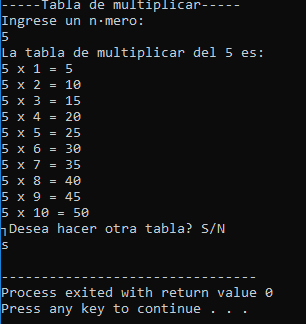 -----Tabla de multiplicar-----
Ingrese un n·mero:
5
La tabla de multiplicar del 5 es:
5 x 1 = 5
5 x 2 = 10
5 x 3 = 15
5 x 4 = 20
5 x 5 = 25
5 x 6 = 30
5 x 7 = 35
5 x 8 = 40
5 x 9 = 45
5 x 10 = 50
┐Desea hacer otra tabla? S/N
s
--------------------------------
Process exited with return value 0
Press any key to continue . . .